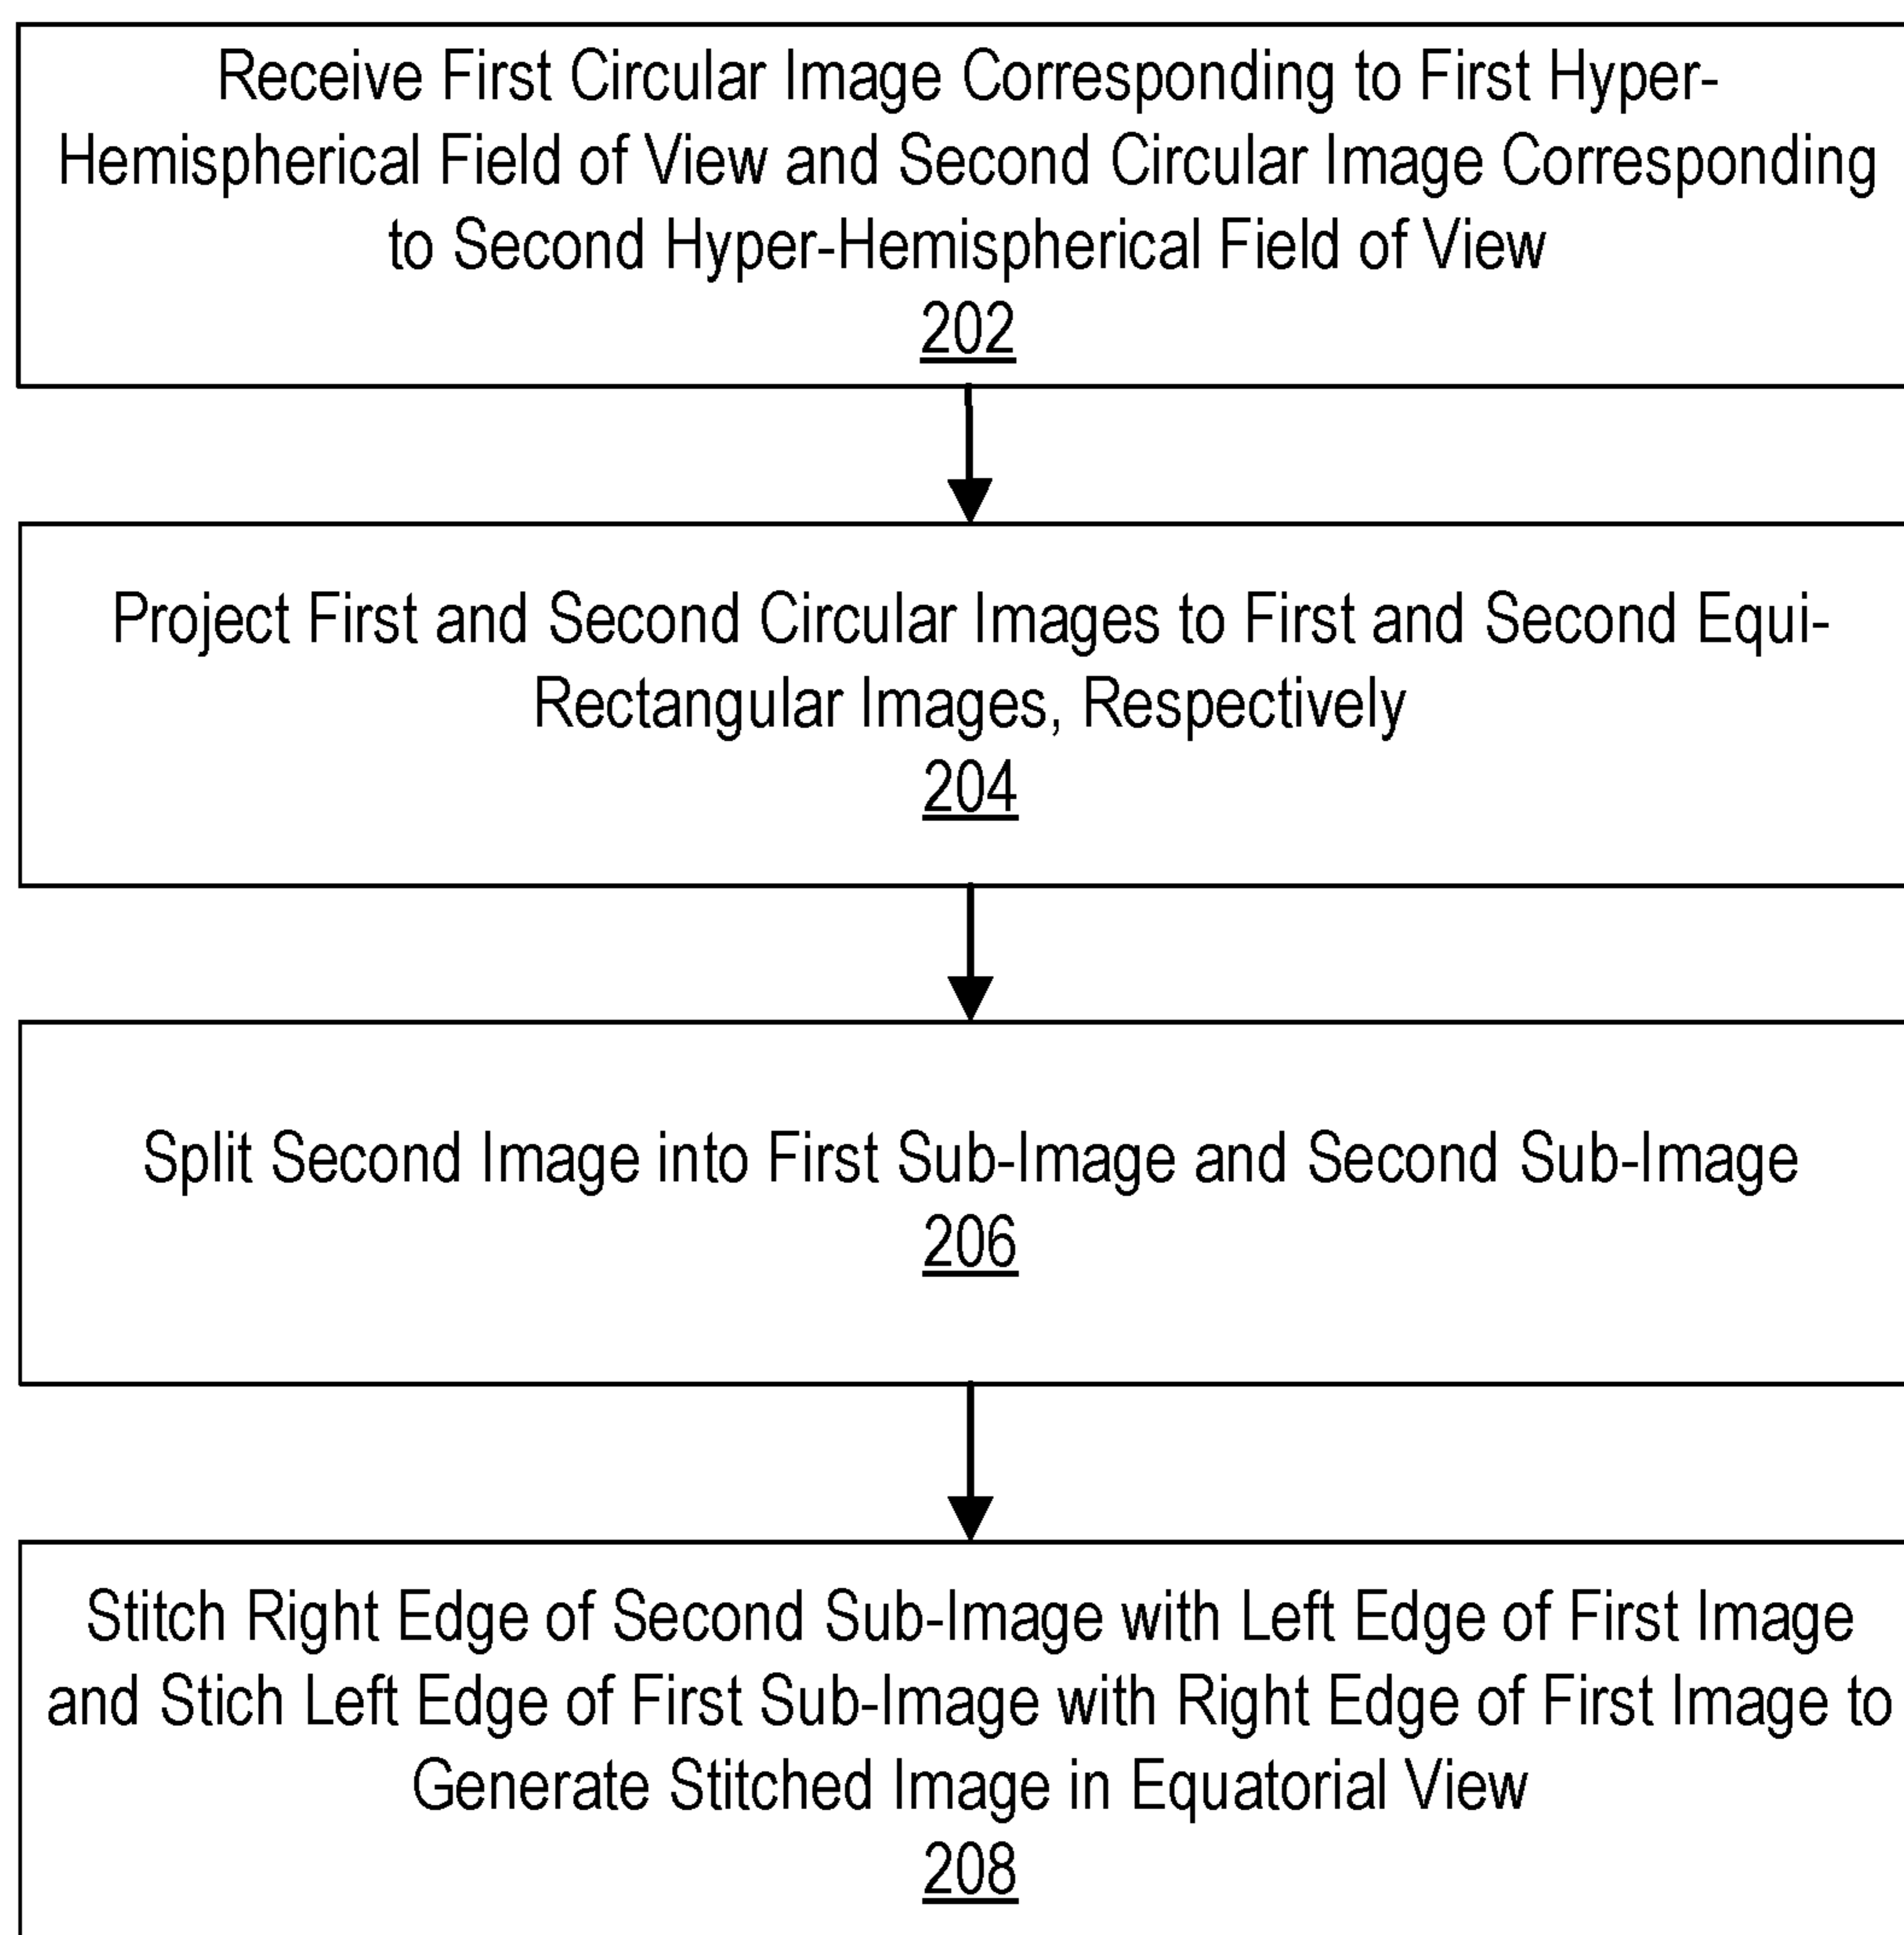 Receive First Circular Image Corresponding to First Hyper-
Hemispherical Field of View and Second Circular Image Corresponding
to Second Hyper-Hemispherical Field of View
202
Project First and Second Circular Images to First and Second Equi-
Rectangular Images, Respectively
204
Split Second Image into First Sub-Image and Second Sub-Image
206
Stitch Right Edge of Second Sub-Image with Left Edge of First Image
and Stich Left Edge of First Sub-Image with Right Edge of First Image to
Generate Stitched Image in Equatorial View
208